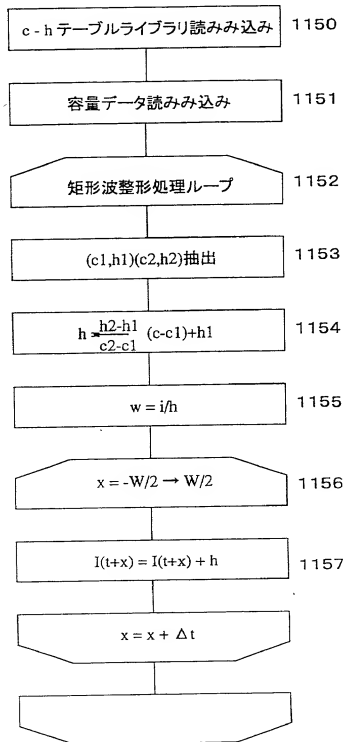 c - h テーブルライブラリ読みみ込み 1150
容量データ読みみ込み 1151
矩形波整形処理ループ 1152
(c1,h1)(c2,h2)抽出 1153
h = h2-h1 / c2-c1 (c-c1)+h1 1154
w = i/h 1155
x = -W/2 → W/2 1156
I(t+x) = I(t+x) + h 1157
x = x + Δt